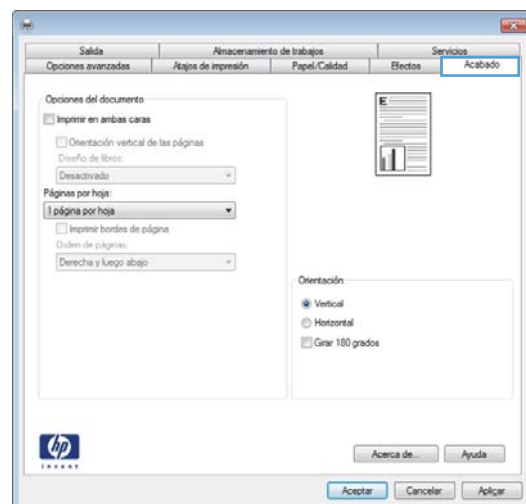 Salida Almacenamiento de trabajos Servicios
Opciones avanzadas Atajos de impresión Papel/Calidad Efectos Acabado
Opciones del documento
Imprimir en ambas caras
Orientación vertical de las páginas
Diseño de libros:
Desactivado
Páginas por hoja:
1 página por hoja
Imprimir bordes de página
Orden de páginas:
Derecha y luego abajo
E
Orientación
Vertical
Horizontal
Girar 180 grados
hp
invent
Acerca de... Ayuda
Aceptar Cancelar Aplicar